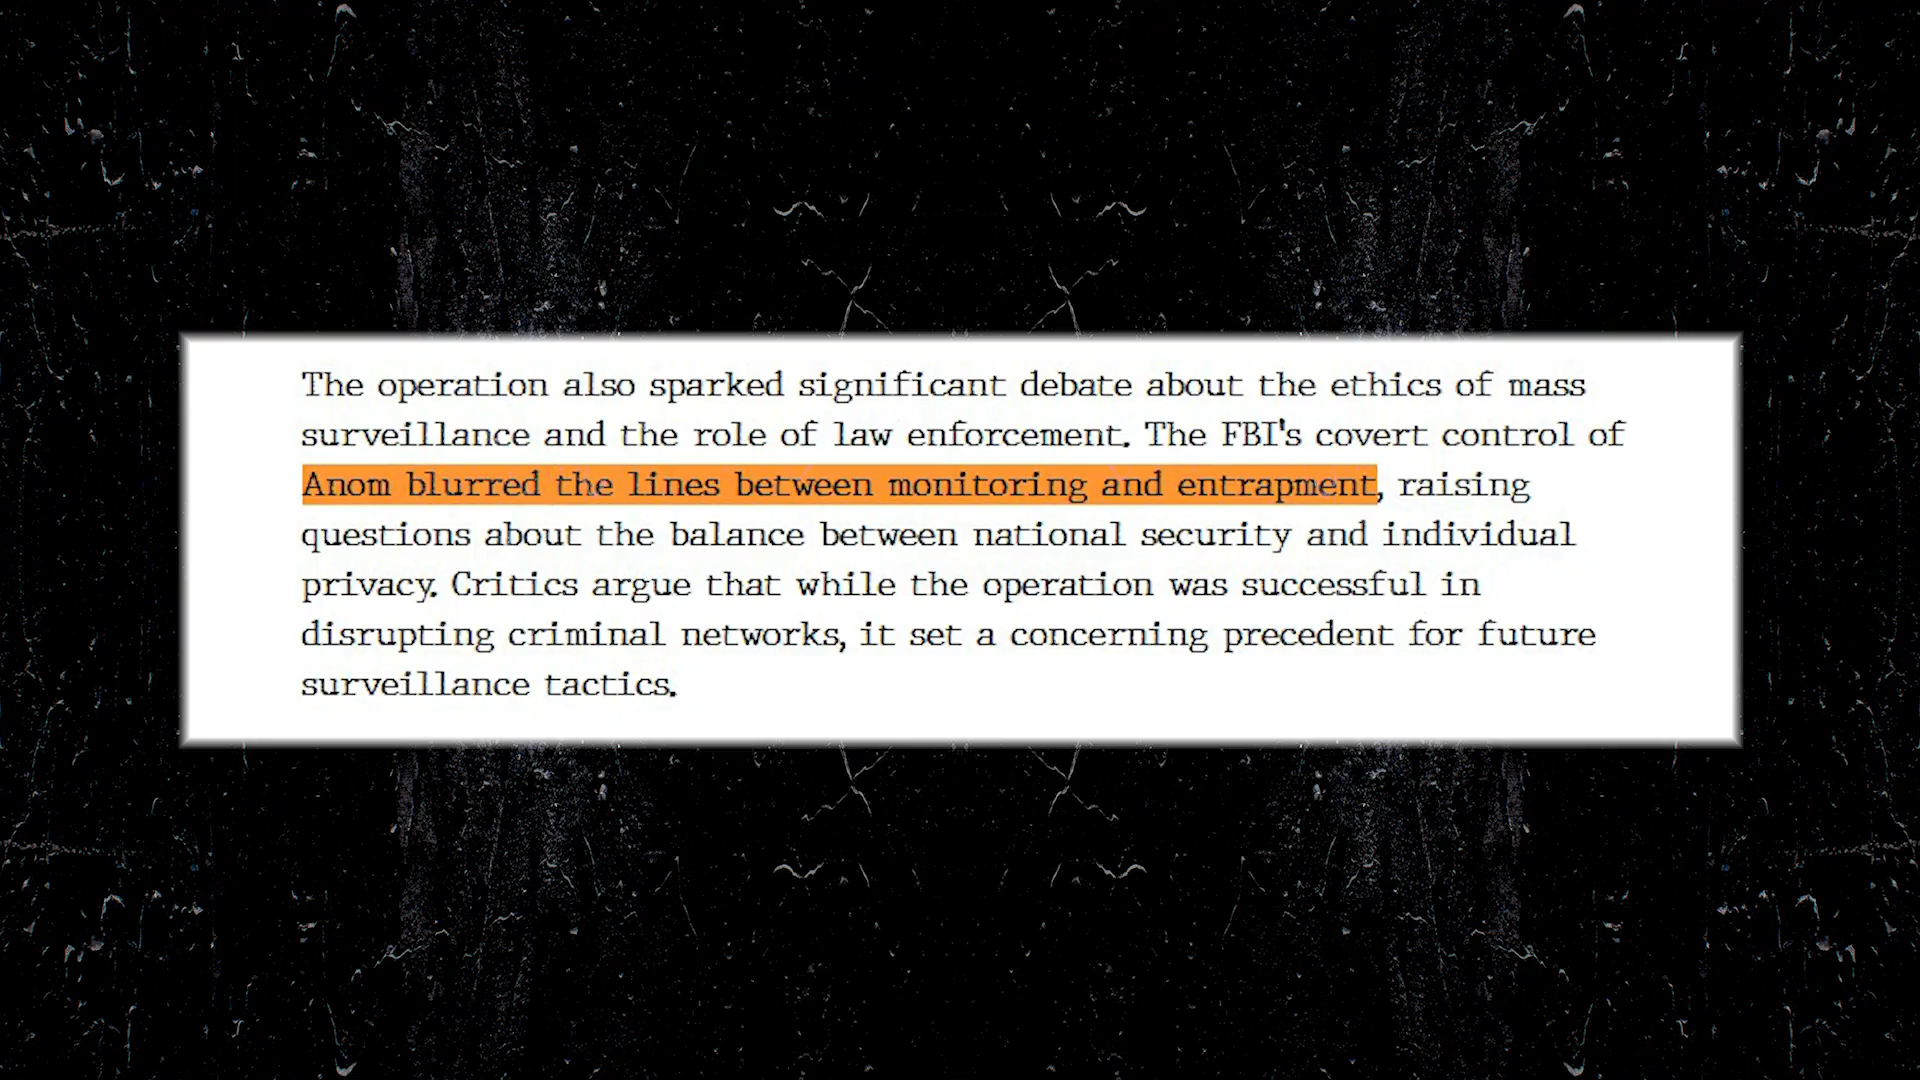 The operation also sparked significant debate about the ethics of mass
surveillance and the role of law enforcement. The FBI's covert control of
Anom blurred the lines between monitoring and entrapment, raising
questions about the balance between national security and individual
privacy. Critics argue that while the operation was successful in
disrupting criminal networks, it set a concerning precedent for future
surveillance tactics.